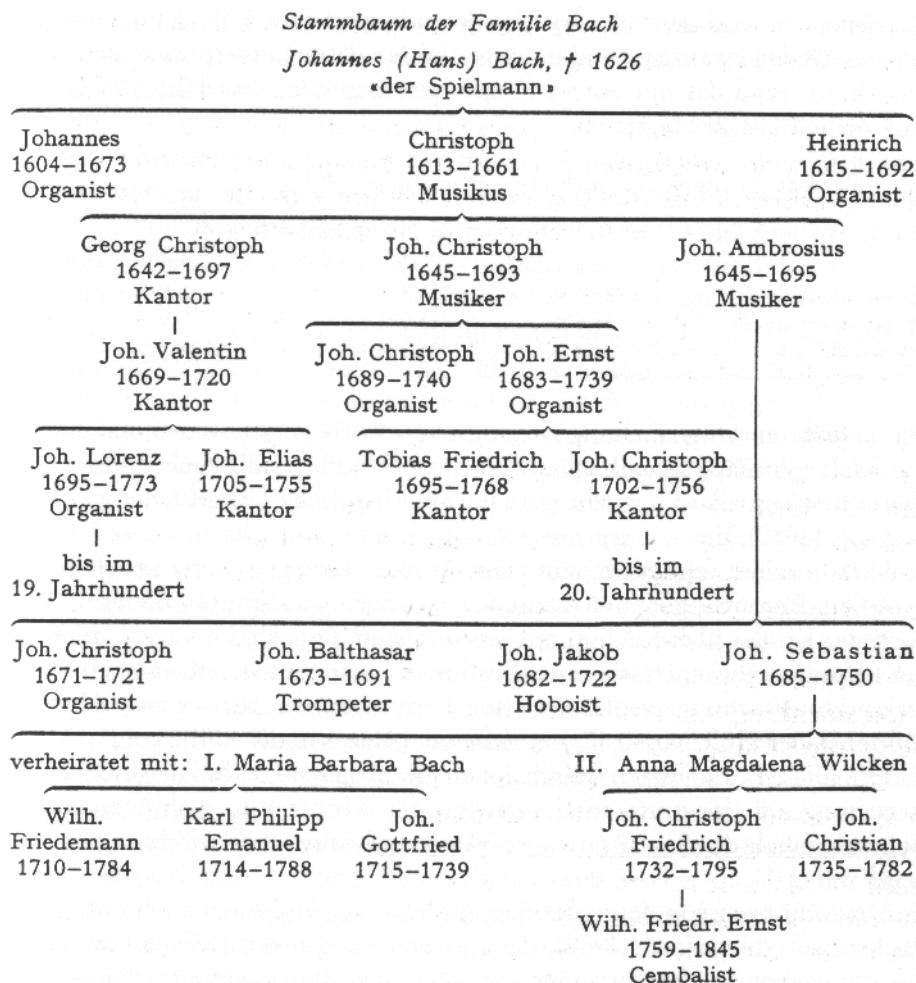 Stammbaum der Familie Bach
Johannes (Hans) Bach, † 1626
«der Spielmann»
Johannes Christoph Heinrich
1604–1673 1613–1661 1615–1692
Organist Musikus Organist
Georg Christoph Joh. Christoph Joh. Ambrosius
1642–1697 1645–1693 1645–1695
Kantor Musiker Musiker
Joh. Valentin Joh. Christoph Joh. Ernst
1669–1720 1689–1740 1683–1739
Kantor Organist Organist
Joh. Lorenz Joh. Elias Tobias Friedrich Joh. Christoph
1695–1773 1705–1755 1695–1768 1702–1756
Organist Kantor Kantor Kantor
bis im bis im
19. Jahrhundert 20. Jahrhundert
Joh. Christoph Joh. Balthasar Joh. Jakob Joh. Sebastian
1671–1721 1673–1691 1682–1722 1685–1750
Organist Trompeter Hoboist
verheiratet mit: I. Maria Barbara Bach II. Anna Magdalena Wilcken
Wilh. Karl Philipp Joh. Joh. Christoph Joh.
Friedemann Emanuel Gottfried Friedrich Christian
1710–1784 1714–1788 1715–1739 1732–1795 1735–1782
Wilh. Friedr. Ernst
1759–1845
Cembalist